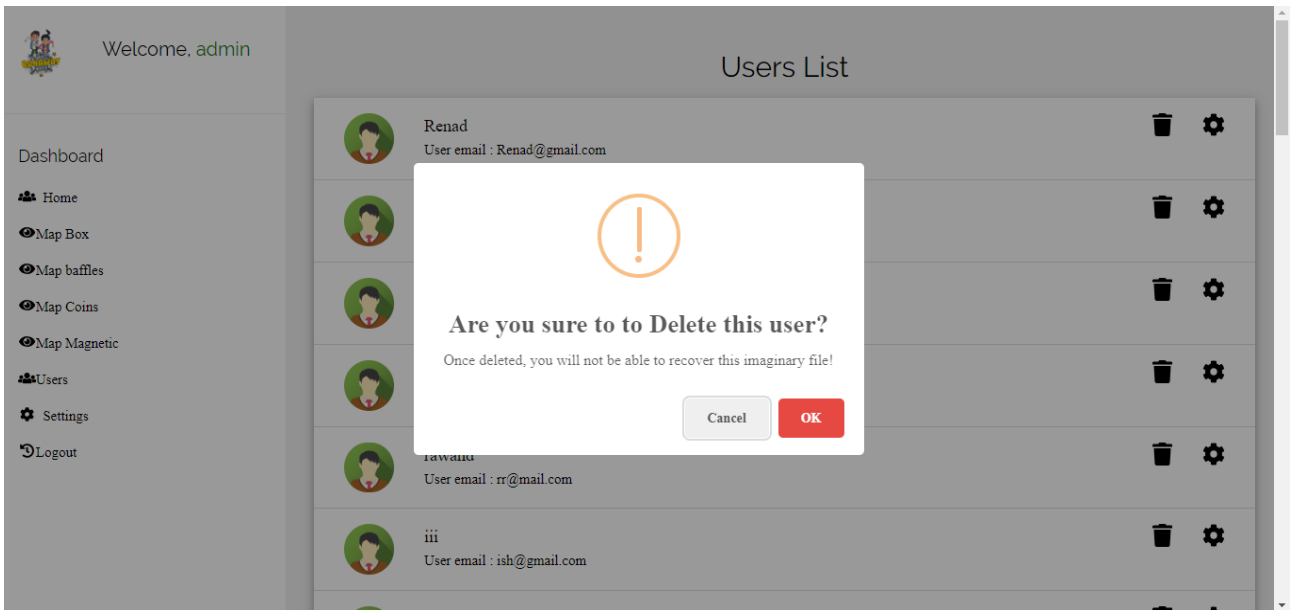 Welcome, admin
Dashboard
Home
Map Box
Map baffles
Map Coins
Map Magnetic
Users
Settings
Logout
Users List
Renad
User email : Renad@gmail.com
Are you sure to to Delete this user?
Once deleted, you will not be able to recover this imaginary file!
Cancel
OK
rawand
User email : rr@mail.com
iii
User email : ish@gmail.com